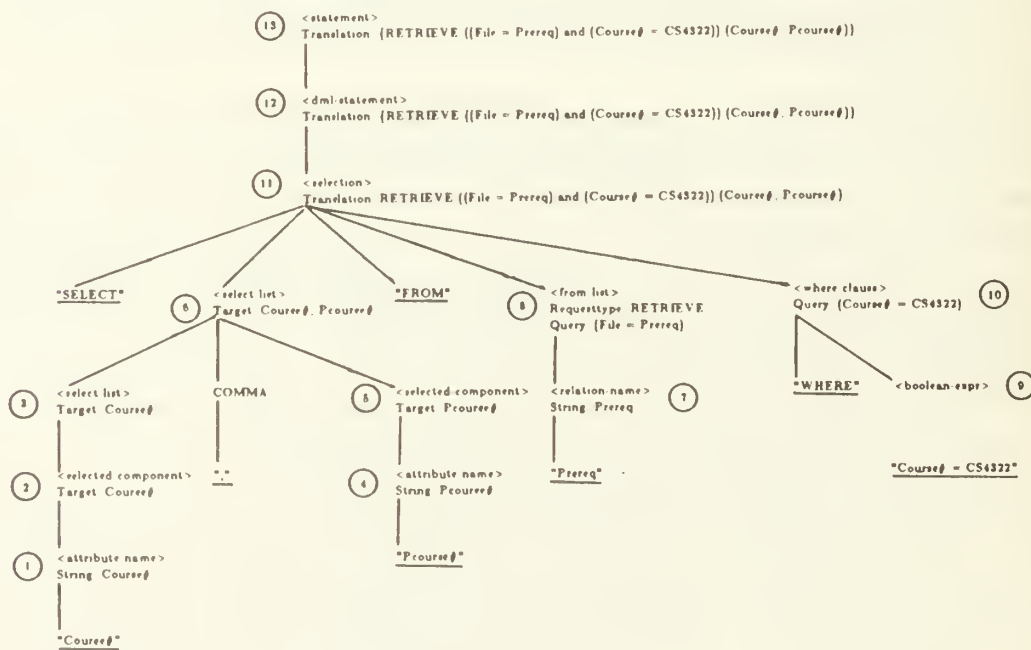 13
<statement>
Translation {RETRIEVE ((File = Prereq) and (Course# = CS4322)) (Course# Pcourse#)}
12
<dml-statement>
Translation {RETRIEVE ((File = Prereq) and (Course# = CS4322)) (Course#, Pcourse#)}
11
<selection>
Translation RETRIEVE ((File = Prereq) and (Course# = CS4322)) (Course#, Pcourse#)
"SELECT"
6
<select list>
Target Course#, Pcourse#
"FROM"
8
<from list>
Requesttype RETRIEVE
Query (File = Prereq)
<where clause>
Query (Course# = CS4322)
10
3
<select list>
Target Course#
COMMA
5
<selected-component>
Target Pcourse#
<relation-name>
String Prereq
7
"WHERE"
<boolean-expr>
9
2
<selected component>
Target Course#
","
4
<attribute name>
String Pcourse#
"Prereq"
"Course# = CS4322"
1
<attribute name>
String Course#
"Pcourse#"
"Course#"